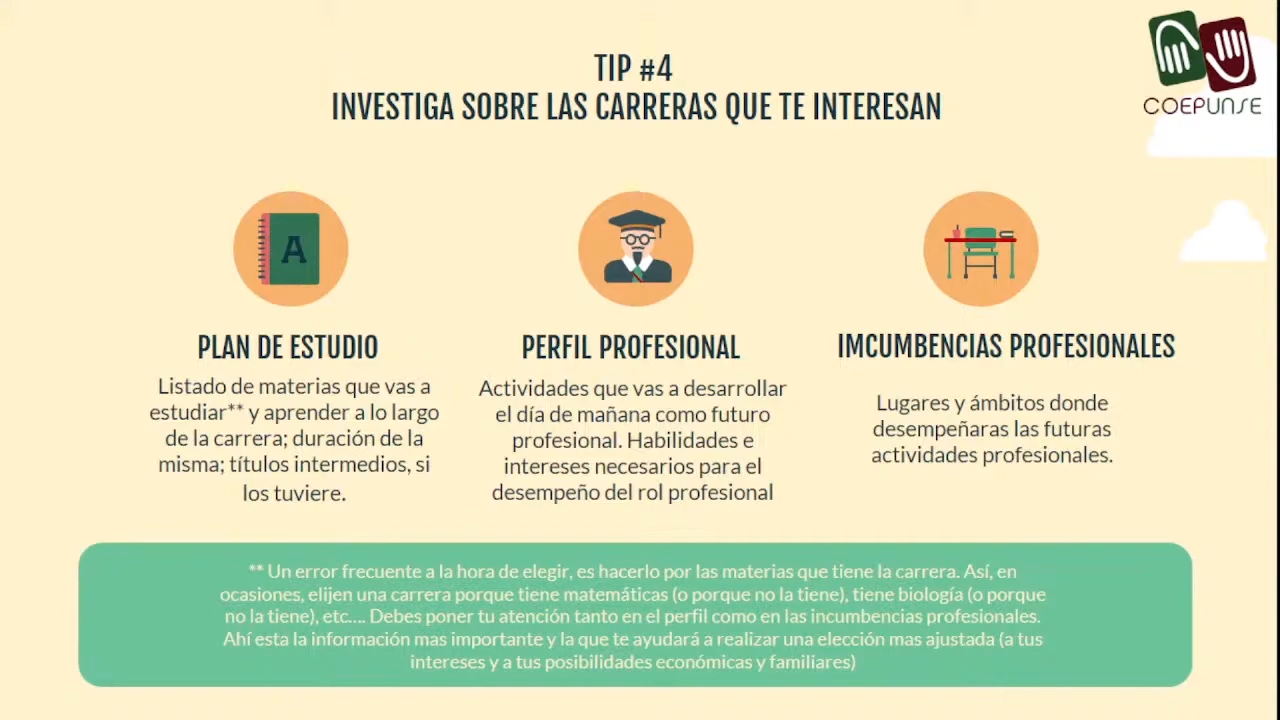 COEPUNSE
TIP #4
INVESTIGA SOBRE LAS CARRERAS QUE TE INTERESAN
A
PLAN DE ESTUDIO
Listado de materias que vas a
estudiar** y aprender a lo largo
de la carrera; duración de la
misma; títulos intermedios, si
los tuviere.
PERFIL PROFESIONAL
Actividades que vas a desarrollar
el día de mañana como futuro
profesional. Habilidades e
intereses necesarios para el
desempeño del rol profesional
IMCUMBENCIAS PROFESIONALES
Lugares y ámbitos donde
desempeñaras las futuras
actividades profesionales.
** Un error frecuente a la hora de elegir, es hacerlo por las materias que tiene la carrera. Así, en
ocasiones, elijen una carrera porque tiene matemáticas (o porque no la tiene), tiene biología (o porque
no la tiene), etc.... Debes poner tu atención tanto en el perfil como en las incumbencias profesionales.
Ahí esta la información mas importante y la que te ayudará a realizar una elección mas ajustada (a tus
intereses y a tus posibilidades económicas y familiares)